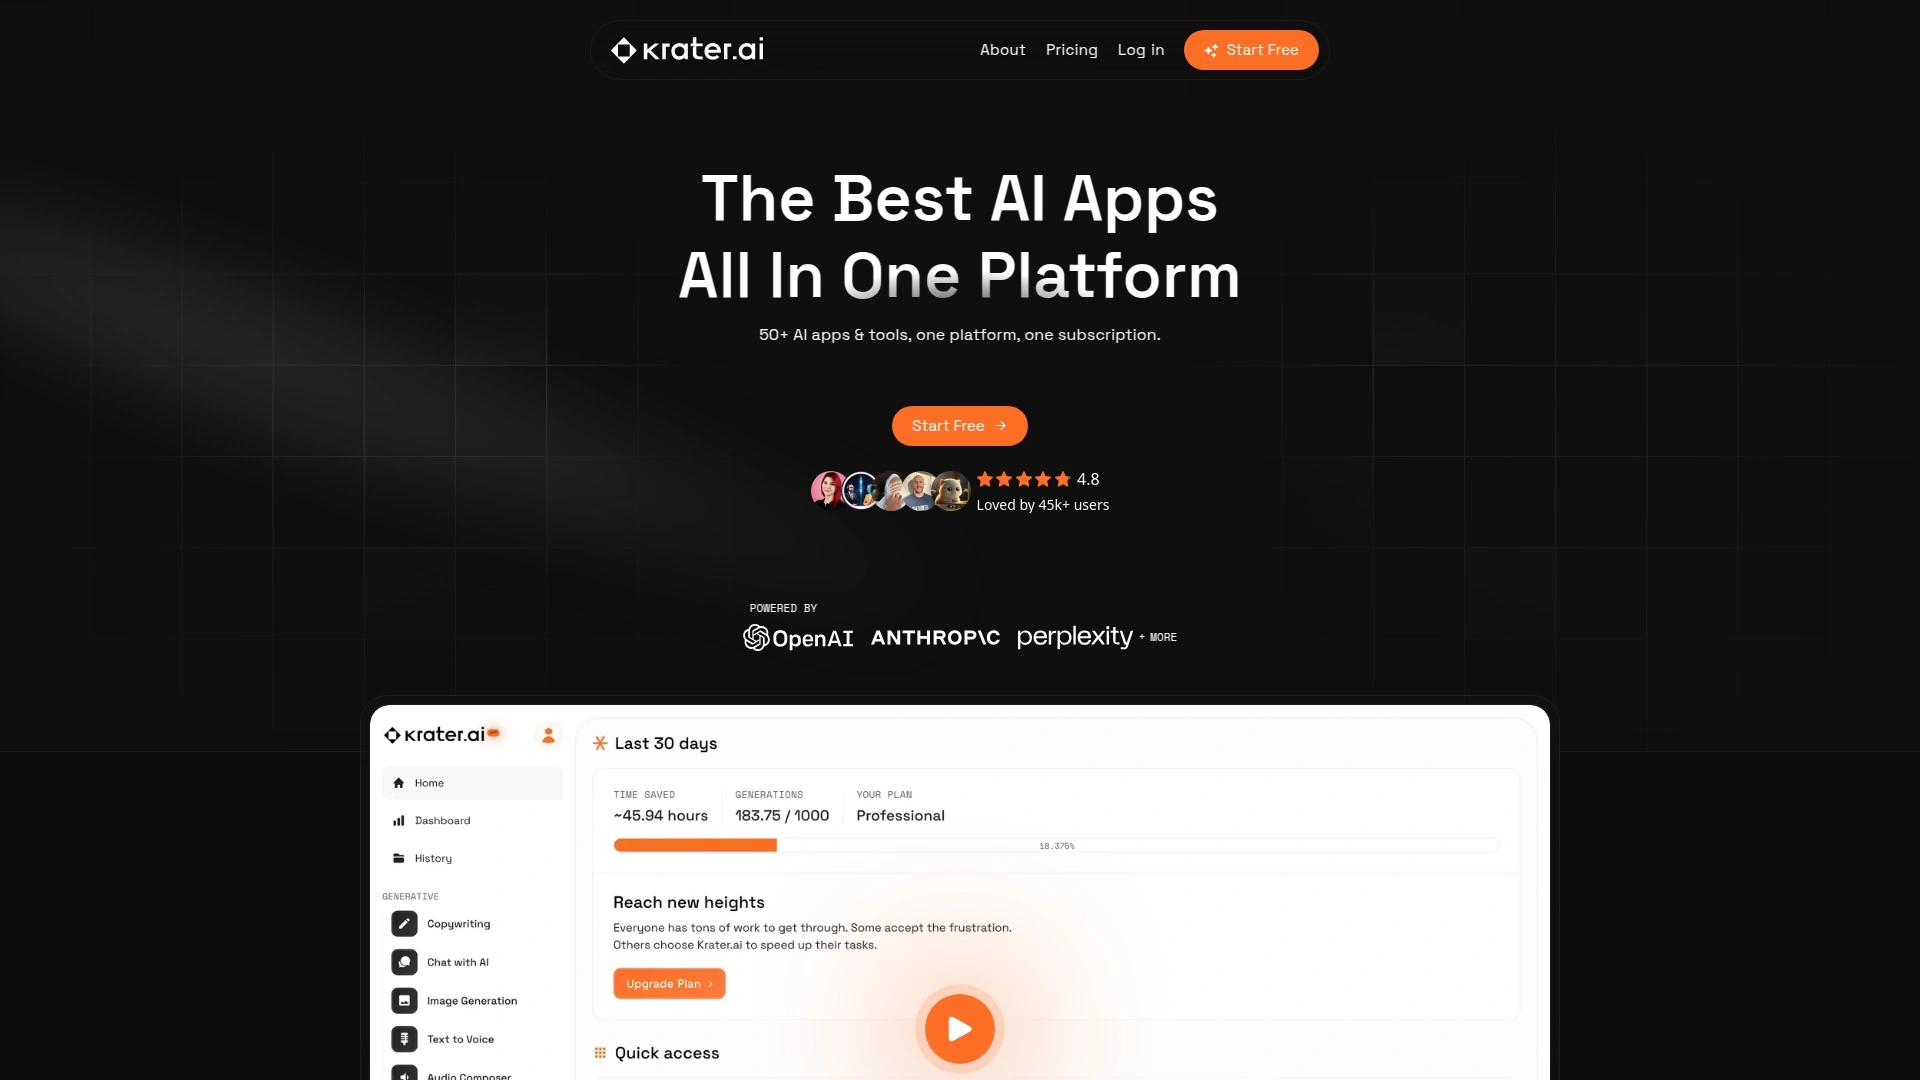 krater.ai
About
Pricing
Log in
Start Free
The Best AI Apps
All In One Platform
50+ AI apps & tools, one platform, one subscription.
Start Free
4.8
Loved by 45k+ users
POWERED BY
OpenAI
ANTHROP\C
perplexity
+ MORE
krater.ai
Home
Dashboard
History
GENERATIVE
Copywriting
Chat with AI
Image Generation
Text to Voice
Audio Composer
Last 30 days
TIME SAVED
~45.94 hours
GENERATIONS
183.75 / 1000
YOUR PLAN
Professional
18.375%
Reach new heights
Everyone has tons of work to get through. Some accept the frustration.
Others choose Krater.ai to speed up their tasks.
Upgrade Plan
Quick access